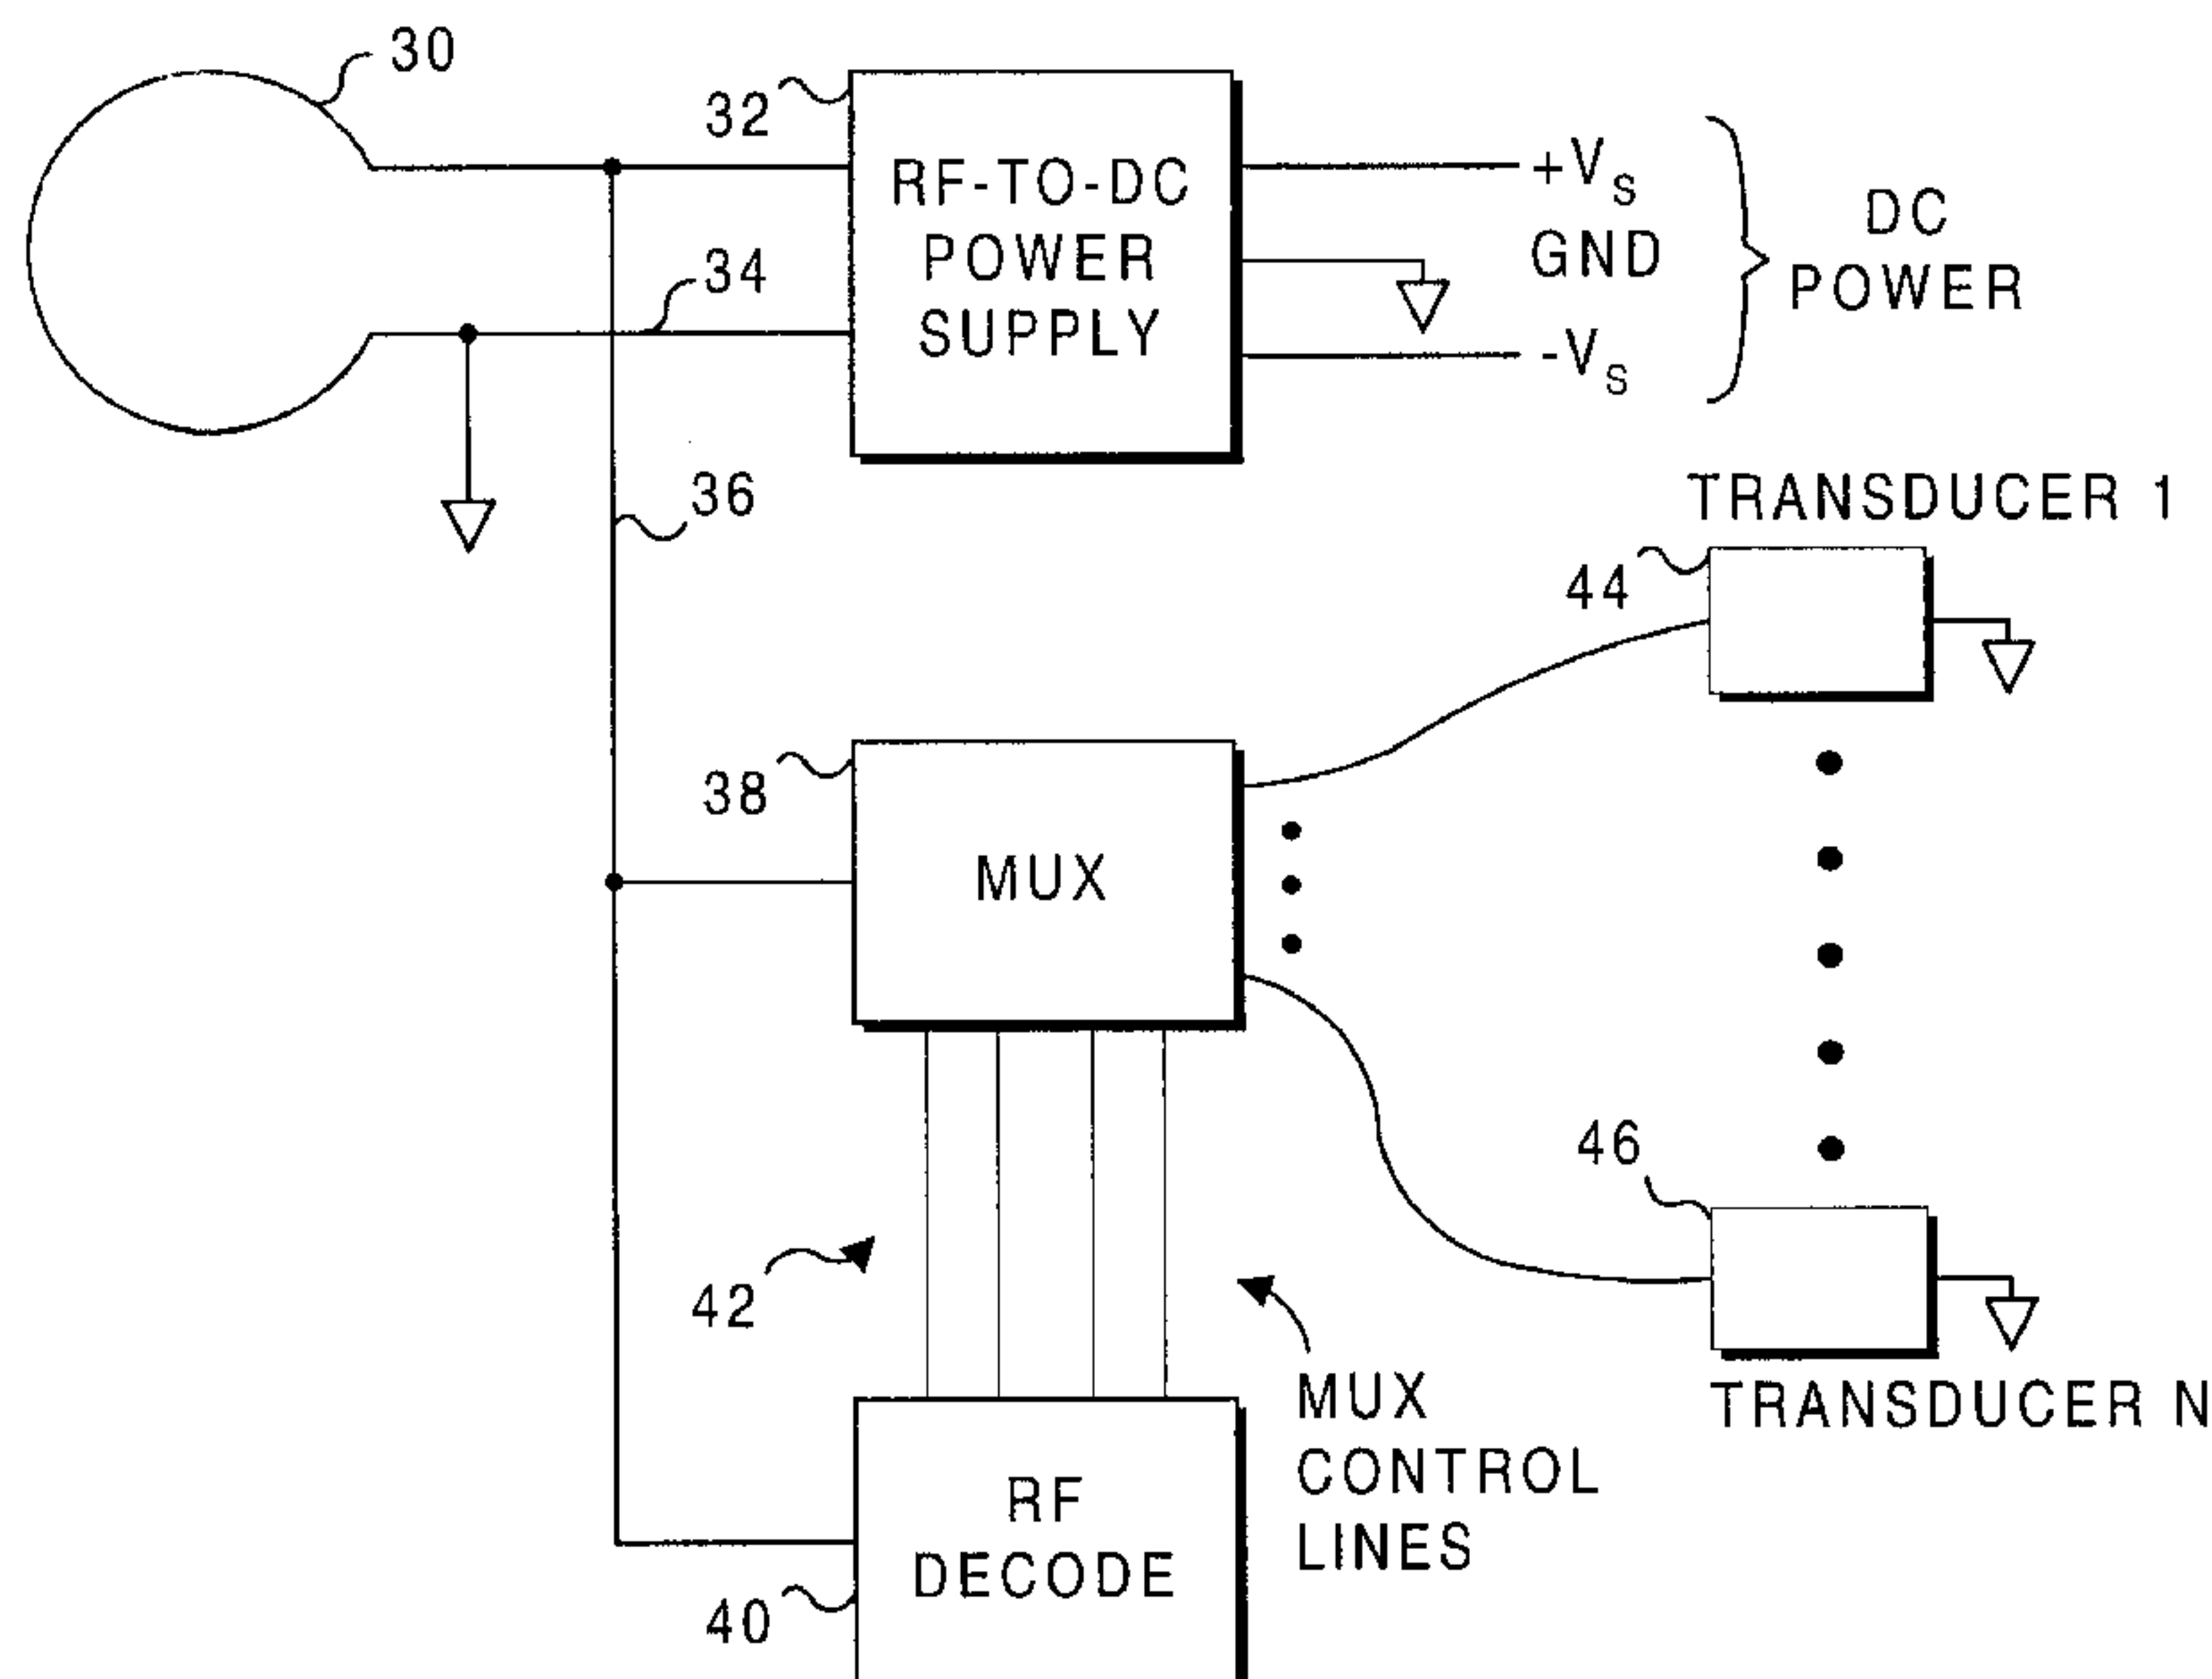 30
32
RF-TO-DC
POWER
SUPPLY
34
+VS
GND
-VS
DC
POWER
36
TRANSDUCER 1
44
38
MUX
46
42
MUX
CONTROL
LINES
TRANSDUCER N
RF
DECODE
40